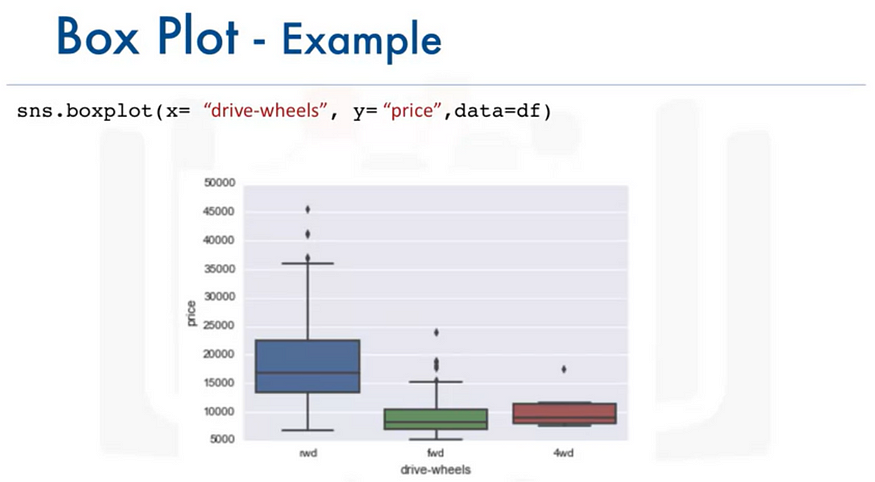 Box Plot - Example
sns.boxplot(x= “drive-wheels”, y= “price”,data=df)
50000
45000
40000
35000
30000
25000
20000
15000
10000
5000
price
rwd
fwd
4wd
drive-wheels